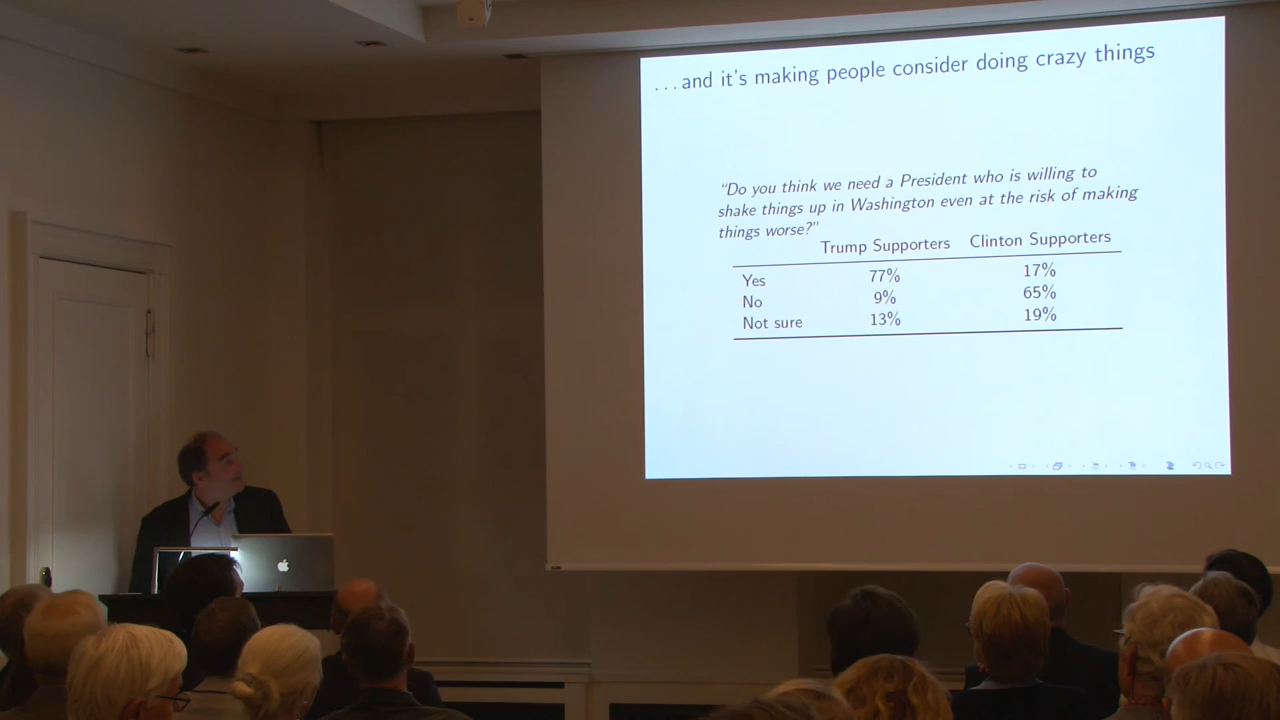 ...and it's making people consider doing crazy things
“Do you think we need a President who is willing to
shake things up in Washington even at the risk of making
things worse?”
Trump Supporters Clinton Supporters
Yes 77% 17%
No 9% 65%
Not sure 13% 19%